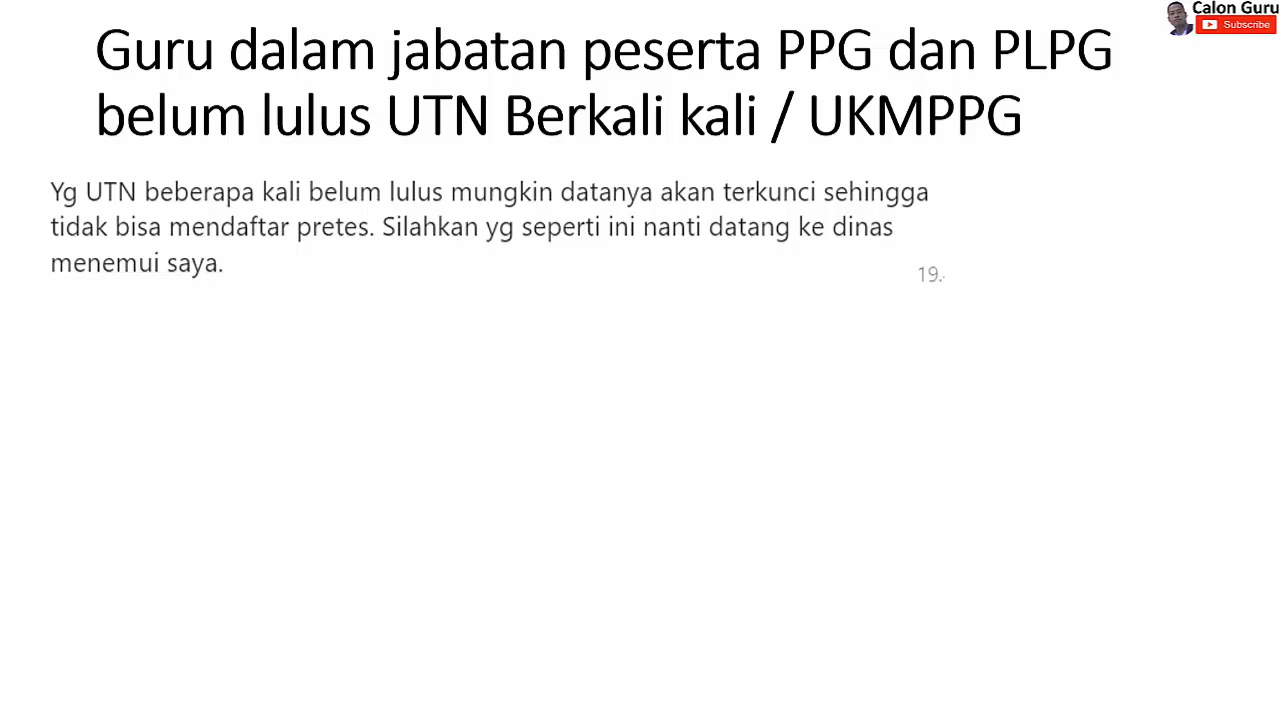 Calon Guru
Subscribe
Guru dalam jabatan peserta PPG dan PLPG
belum lulus UTN Berkali kali / UKMPPG
Yg UTN beberapa kali belum lulus mungkin datanya akan terkunci sehingga
tidak bisa mendaftar pretes. Silahkan yg seperti ini nanti datang ke dinas
menemui saya.
19.